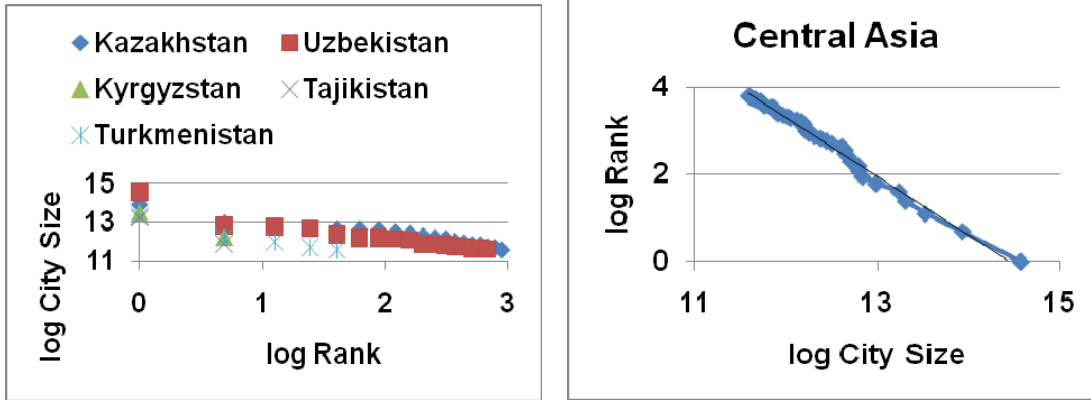 Kazakhstan Uzbekistan
Kyrgyzstan Tajikistan
Turkmenistan
log City Size
15
13
11
0 1 2 3
log Rank
Central Asia
log Rank
4
2
0
11 13 15
log City Size